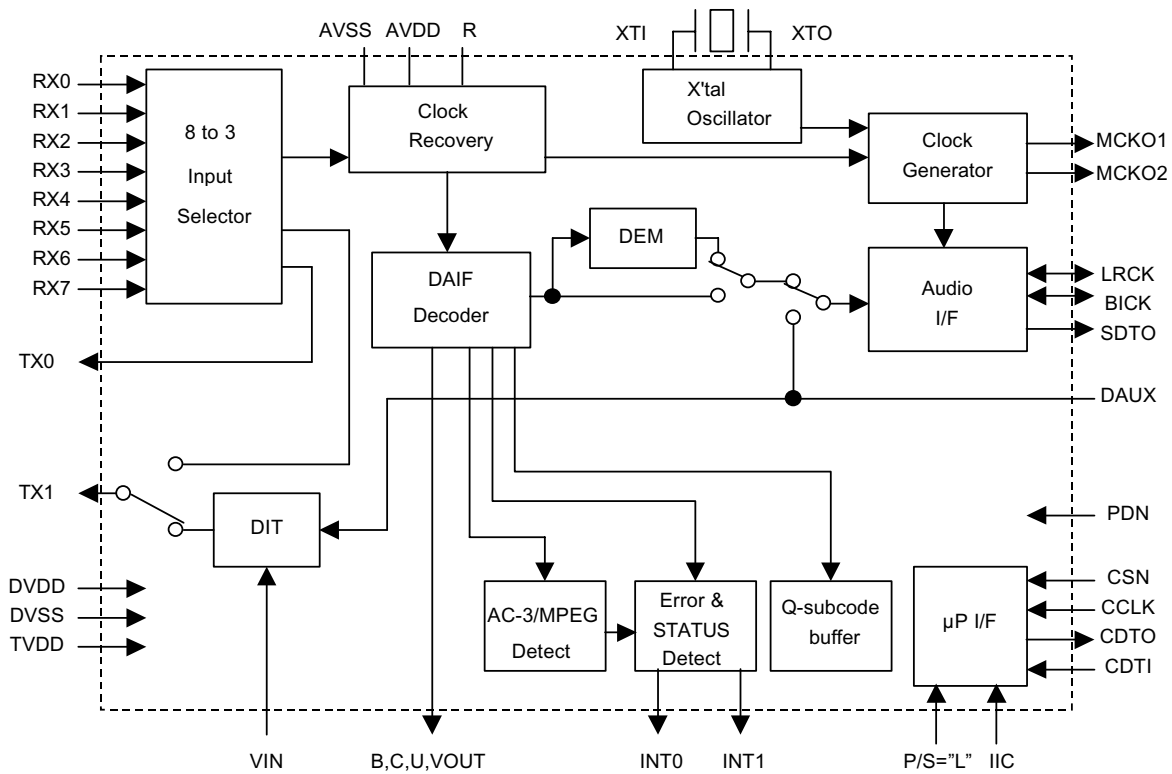 AVSS AVDD R XTI XTO
RX0
RX1
RX2
RX3
RX4
RX5
RX6
RX7
8 to 3
Input
Selector
Clock
Recovery
X'tal
Oscillator
Clock
Generator
MCKO1
MCKO2
DEM
DAIF
Decoder
Audio
I/F
LRCK
BICK
SDTO
TX0
DAUX
TX1
DIT
PDN
DVDD
DVSS
TVDD
AC-3/MPEG
Detect
Error &
STATUS
Detect
Q-subcode
buffer
µP I/F
CSN
CCLK
CDTO
CDTI
VIN B,C,U,VOUT INT0 INT1 P/S="L" IIC